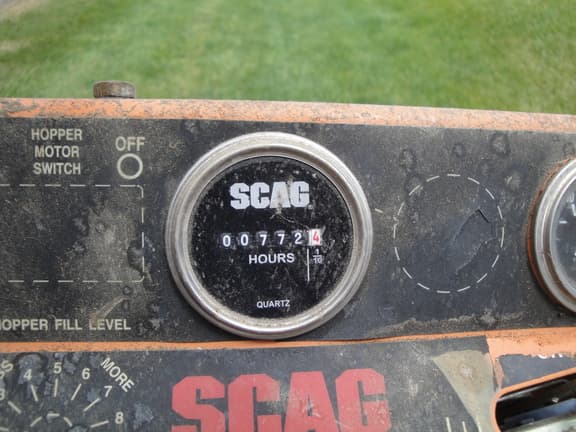 HOPPER
MOTOR
SWITCH
OFF
SCAG
007724
HOURS
1/10
QUARTZ
HOPPER FILL LEVEL
4 5 6 7 8
MORE
SCAG